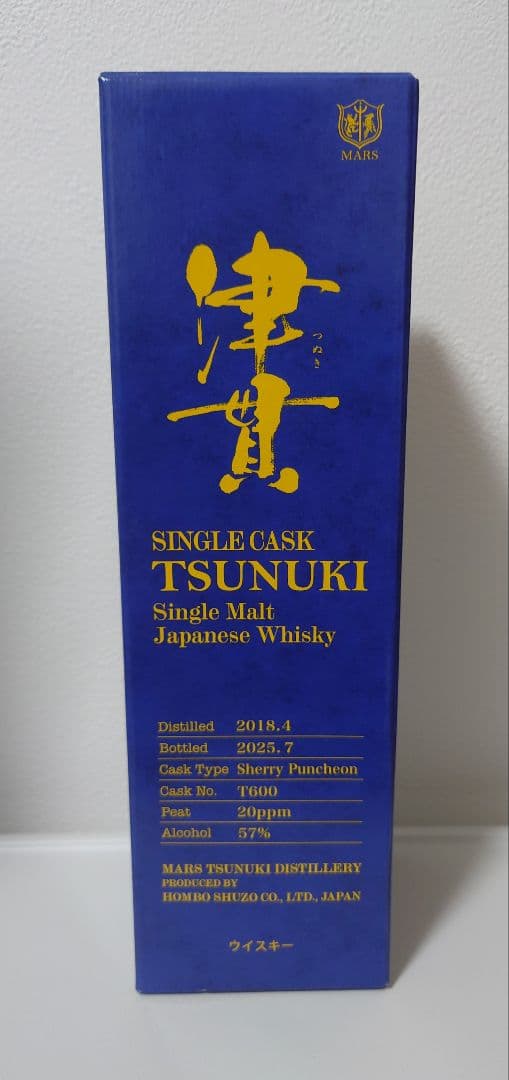 MARS
津貫
つぬき
SINGLE CASK
TSUNUKI
Single Malt
Japanese Whisky
Distilled 2018.4
Bottled 2025.7
Cask Type Sherry Puncheon
Cask No. T600
Peat 20ppm
Alcohol 57%
MARS TSUNUKI DISTILLERY
PRODUCED BY
HOMBO SHUZO CO., LTD., JAPAN
ウイスキー